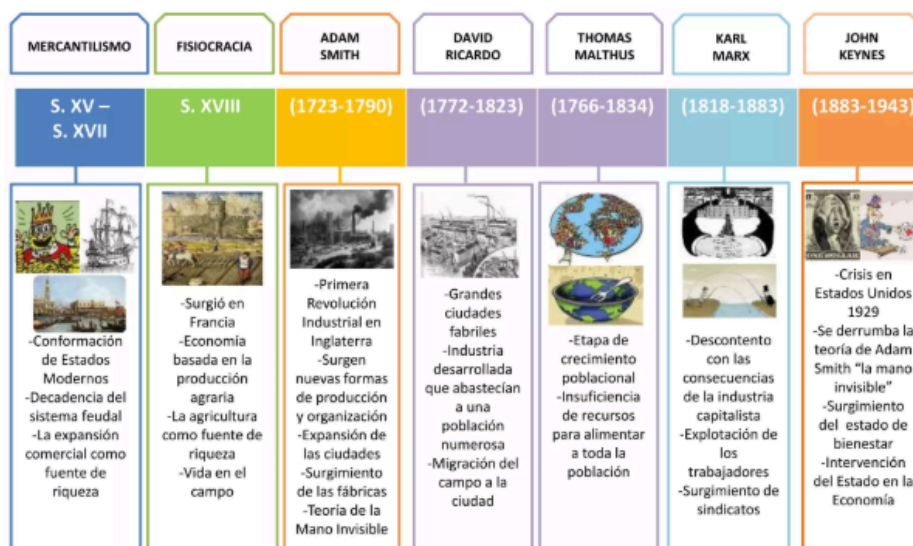 MERCANTILISMO
S. XV –
S. XVII
-Conformación
de Estados
Modernos
-Decadencia del
sistema feudal
-La expansión
comercial como
fuente de
riqueza
FISIOCRACIA
S. XVIII
-Surgió en
Francia
-Economía
basada en la
producción
agraria
-La agricultura
como fuente de
riqueza
-Vida en el
campo
ADAM
SMITH
(1723-1790)
-Primera
Revolución
Industrial en
Inglaterra
-Surgen
nuevas formas
de producción
y organización
-Expansión de
las ciudades
-Surgimiento
de las fábricas
-Teoría de la
Mano Invisible
DAVID
RICARDO
(1772-1823)
-Grandes
ciudades
fabriles
-Industria
desarrollada
que abastecían
a una
población
numerosa
-Migración del
campo a la
ciudad
THOMAS
MALTHUS
(1766-1834)
-Etapa de
crecimiento
poblacional
-Insuficiencia
de recursos
para alimentar
a toda la
población
KARL
MARX
(1818-1883)
-Descontento
con las
consecuencias
de la industria
capitalista
-Explotación de
los
trabajadores
-Surgimiento de
sindicatos
JOHN
KEYNES
(1883-1943)
-Crisis en
Estados Unidos
1929
-Se derrumba la
teoría de Adam
Smith “la mano
invisible”
-Surgimiento
del estado de
bienestar
-Intervención
del Estado en la
Economía